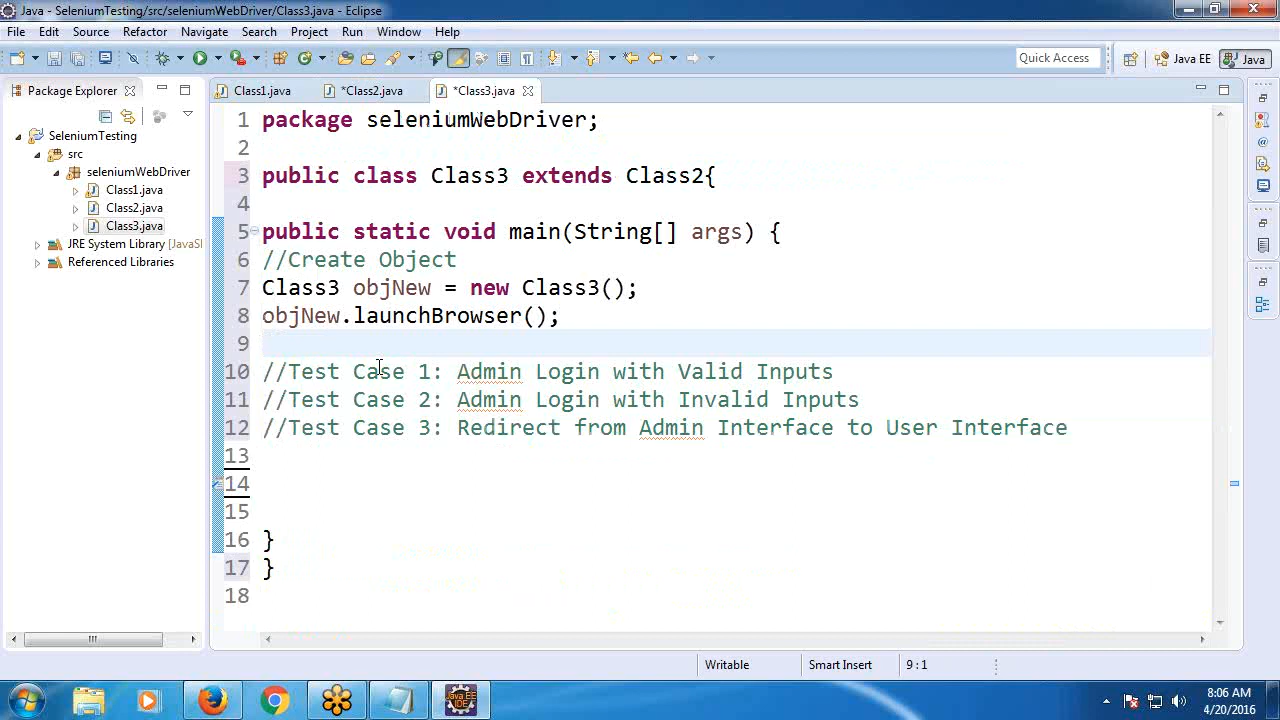 Java - SeleniumTesting/src/seleniumWebDriver/Class3.java - Eclipse
File Edit Source Refactor Navigate Search Project Run Window Help
Quick Access Java EE Java
Package Explorer
Class1.java *Class2.java *Class3.java
SeleniumTesting
src
seleniumWebDriver
Class1.java
Class2.java
Class3.java
JRE System Library [JavaSI
Referenced Libraries
1 package seleniumWebDriver;
2
3 public class Class3 extends Class2{
4
5 public static void main(String[] args) {
6 //Create Object
7 Class3 objNew = new Class3();
8 objNew.launchBrowser();
9
10 //Test Case 1: Admin Login with Valid Inputs
11 //Test Case 2: Admin Login with Invalid Inputs
12 //Test Case 3: Redirect from Admin Interface to User Interface
13
14
15
16 }
17 }
18
Writable Smart Insert 9 : 1
Java EE
IDE
8:06 AM
4/20/2016